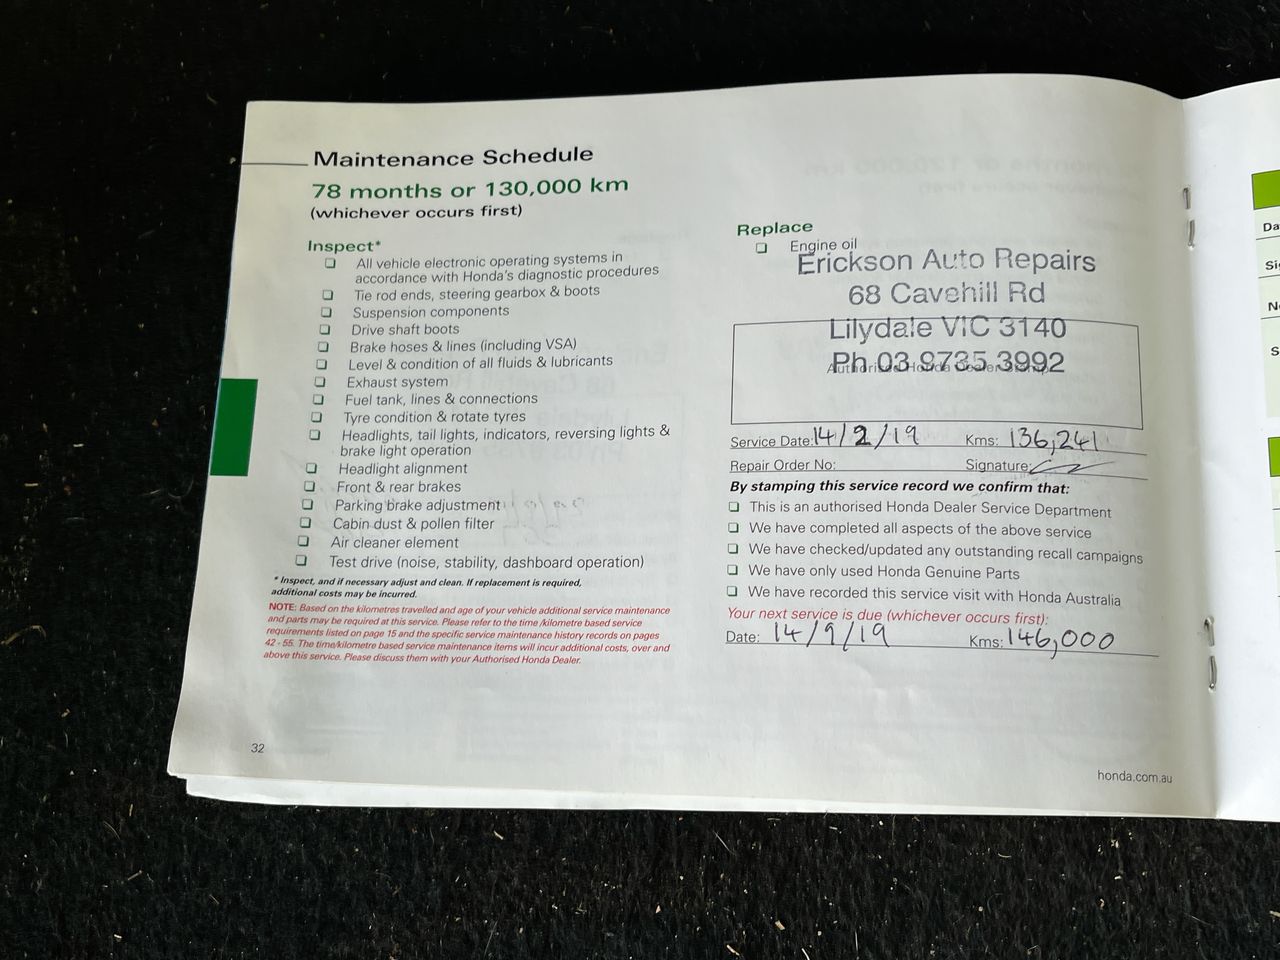 Maintenance Schedule
78 months or 130,000 km
(whichever occurs first)
Inspect*
All vehicle electronic operating systems in
accordance with Honda's diagnostic procedures
Tie rod ends, steering gearbox & boots
Suspension components
Drive shaft boots
Brake hoses & lines (including VSA)
Level & condition of all fluids & lubricants
Exhaust system
Fuel tank, lines & connections
Tyre condition & rotate tyres
Headlights, tail lights, indicators, reversing lights &
brake light operation
Headlight alignment
Front & rear brakes
Parking brake adjustment
Cabin dust & pollen filter
Air cleaner element
Test drive (noise, stability, dashboard operation)
* Inspect, and if necessary adjust and clean. If replacement is required,
additional costs may be incurred.
NOTE: Based on the kilometres travelled and age of your vehicle additional service maintenance
and parts may be required at this service. Please refer to the time/kilometre based service
requirements listed on page 15 and the specific service maintenance history records on pages
42 - 55. The time/kilometre based service maintenance items will incur additional costs, over and
above this service. Please discuss them with your Authorised Honda Dealer.
32
Replace
Engine oil
Erickson Auto Repairs
68 Cavehill Rd
Lilydale VIC 3140
Ph 03 9735 3992
Authorised Honda Dealer Stamp
Service Date: 14/2/19 Kms: 136,241
Repair Order No: Signature:
By stamping this service record we confirm that:
This is an authorised Honda Dealer Service Department
We have completed all aspects of the above service
We have checked/updated any outstanding recall campaigns
We have only used Honda Genuine Parts
We have recorded this service visit with Honda Australia
Your next service is due (whichever occurs first):
Date: 14/9/19 Kms: 146,000
honda.com.au
Da
Si
N
S